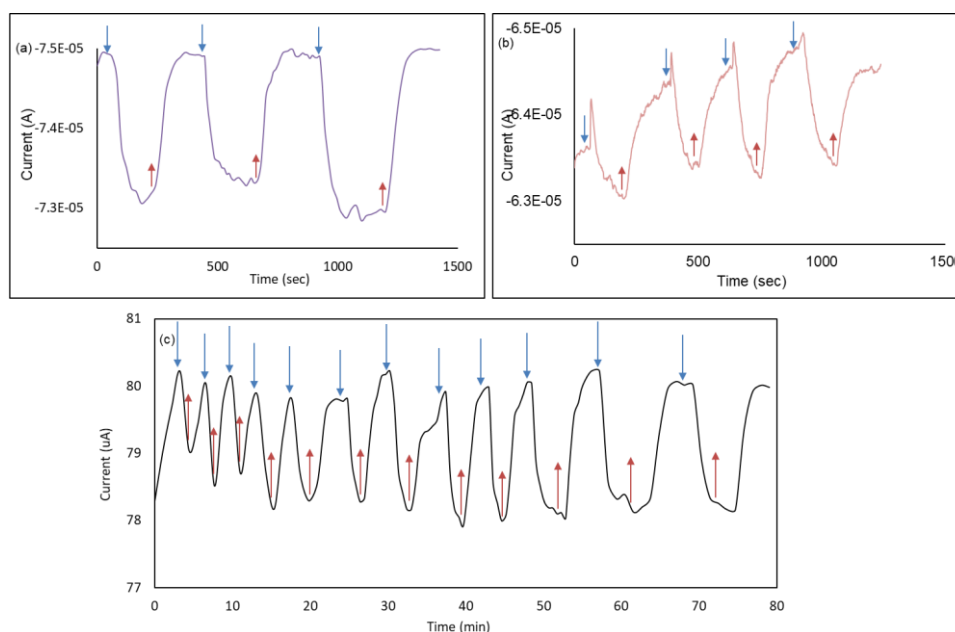 (a)
-7.5E-05
-7.4E-05
-7.3E-05
Current (A)
0 500 1000 1500
Time (sec)
(b)
-6.5E-05
-6.4E-05
-6.3E-05
Current (A)
0 500 1000 1500
Time (sec)
(c)
81
80
79
78
77
Current (uA)
0 10 20 30 40 50 60 70 80
Time (min)